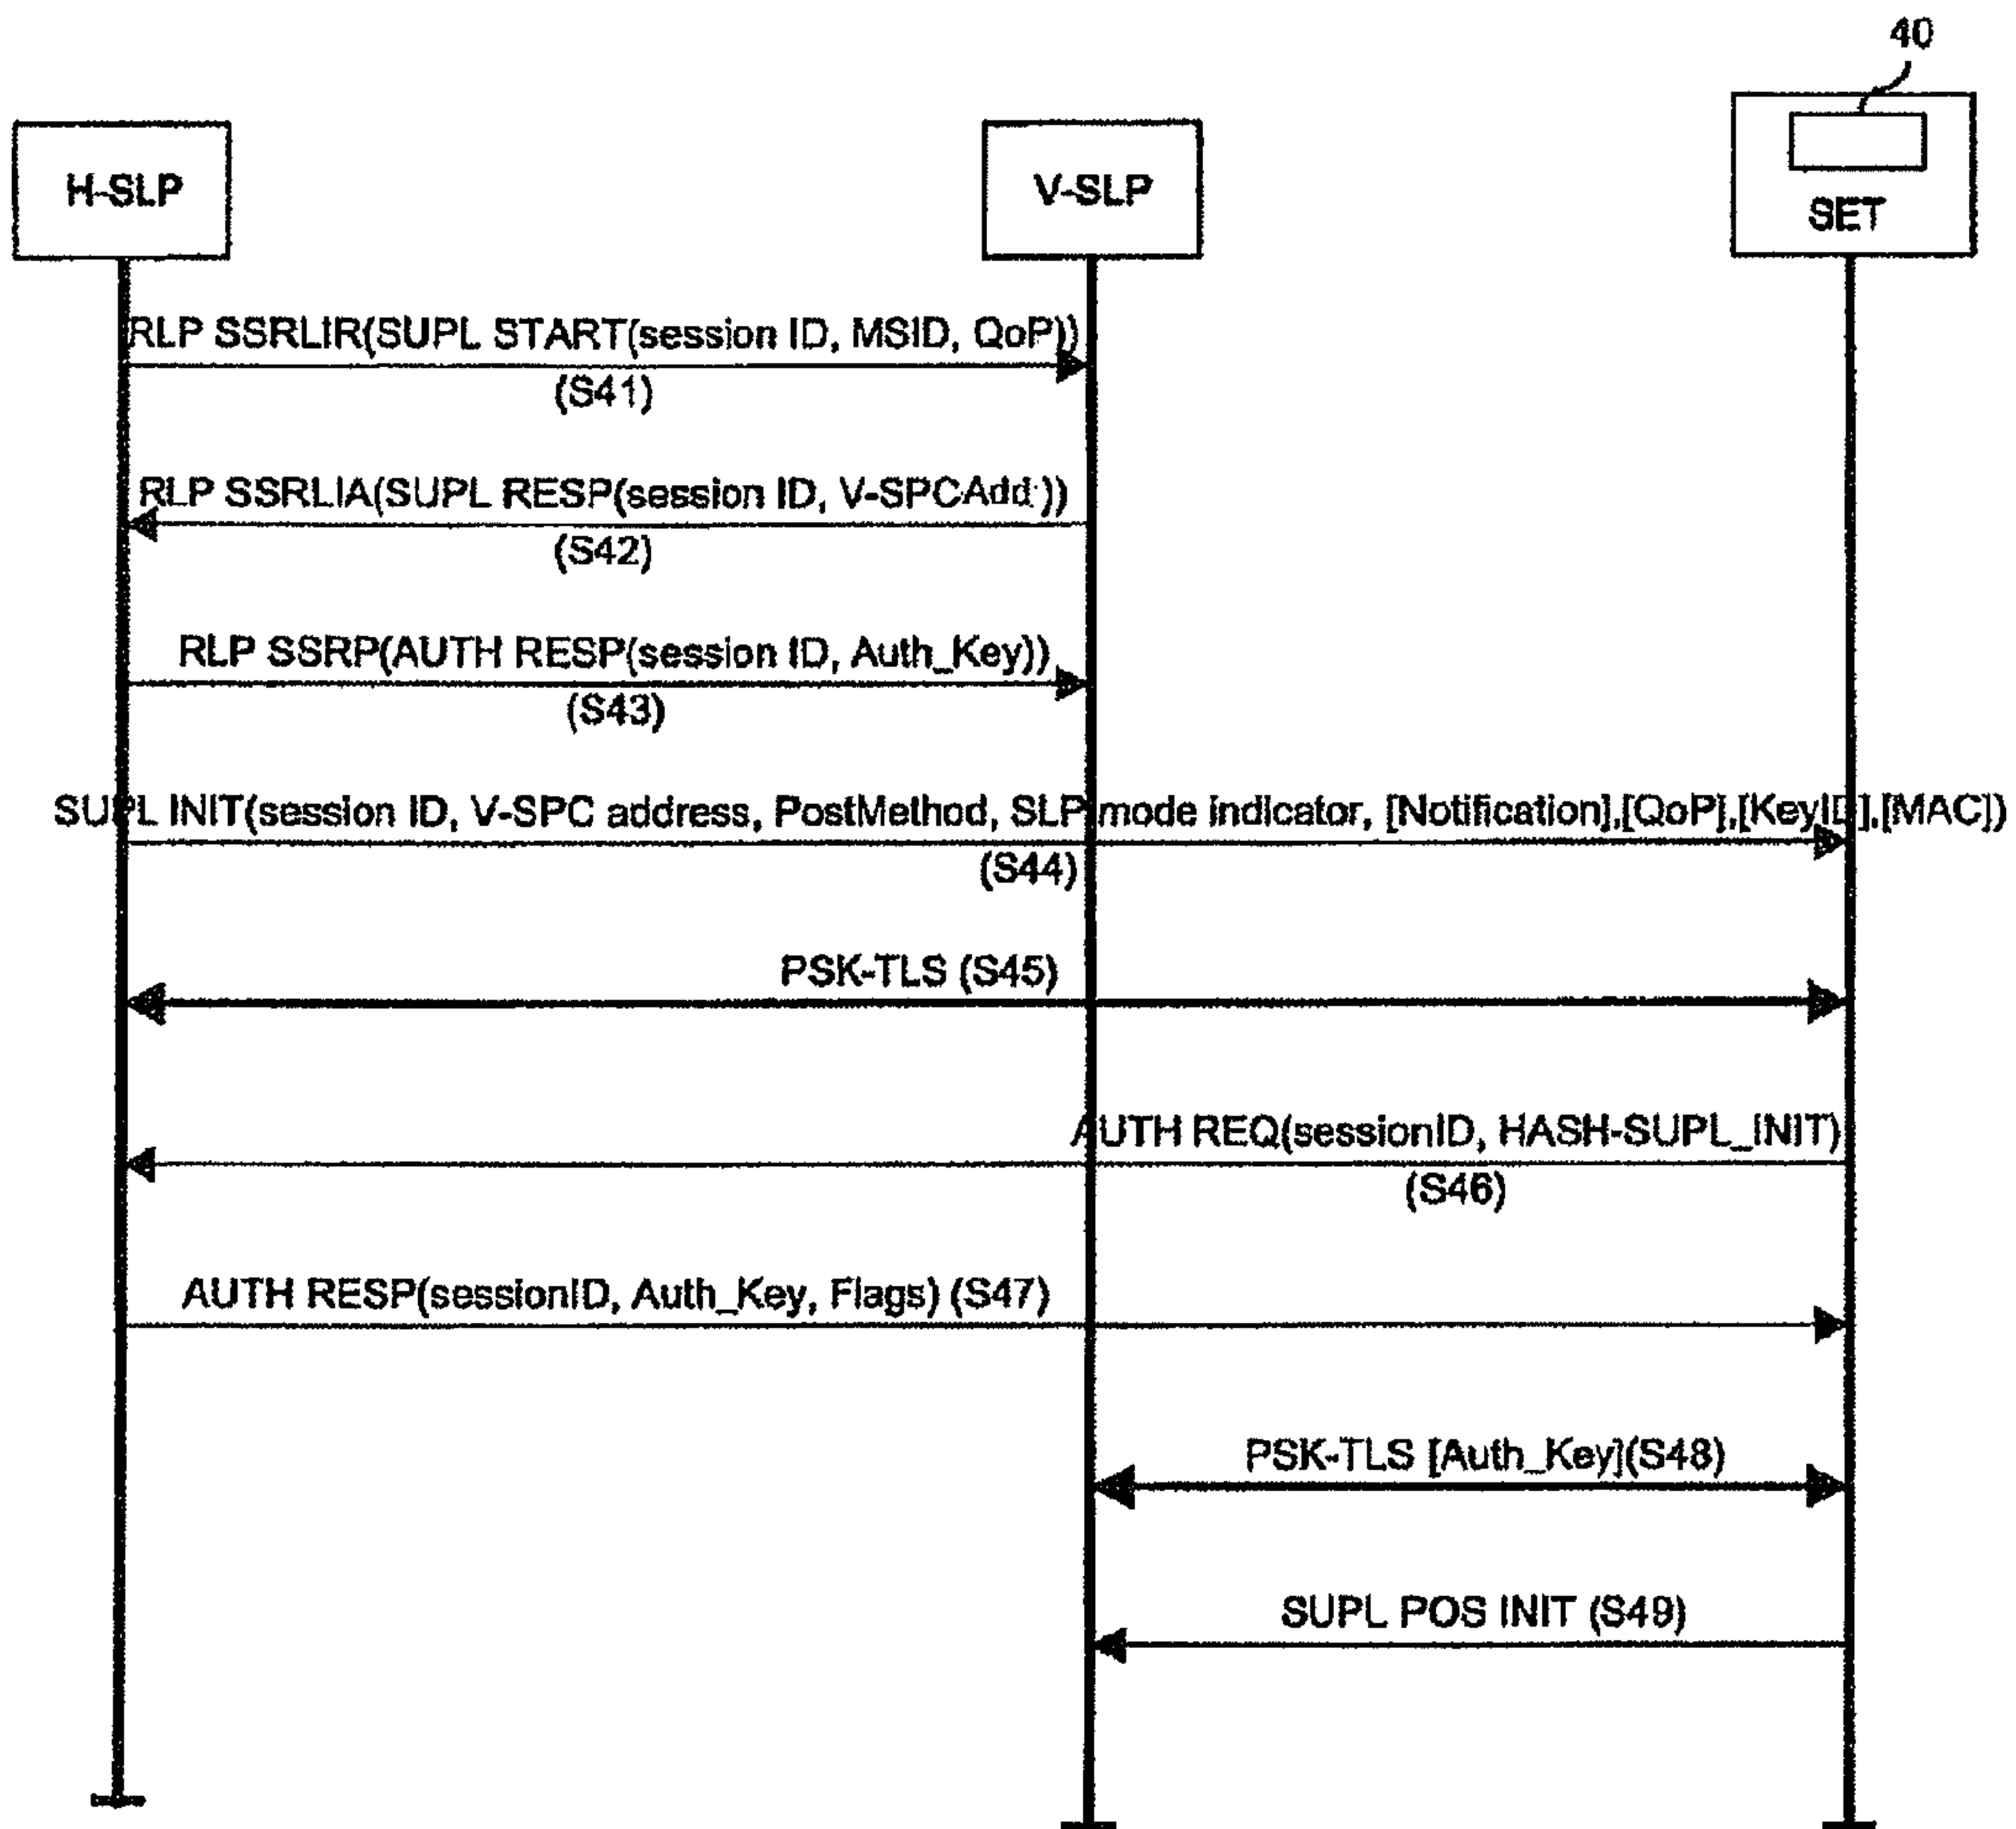 40
H-SLP
V-SLP
SET
RLP SSRLIR(SUPL START(session ID, MSID, QoP))
(S41)
RLP SSRLIA(SUPL RESP(session ID, V-SPCAdd ))
(S42)
RLP SSRP(AUTH RESP(session ID, Auth_Key))
(S43)
SUPL INIT(session ID, V-SPC address, PostMethod, SLP mode indicator, [Notification],[QoP],[KeyID],[MAC])
(S44)
PSK-TLS (S45)
AUTH REQ(sessionID, HASH-SUPL_INIT)
(S46)
AUTH RESP(sessionID, Auth_Key, Flags) (S47)
PSK-TLS [Auth_Key](S48)
SUPL POS INIT (S49)